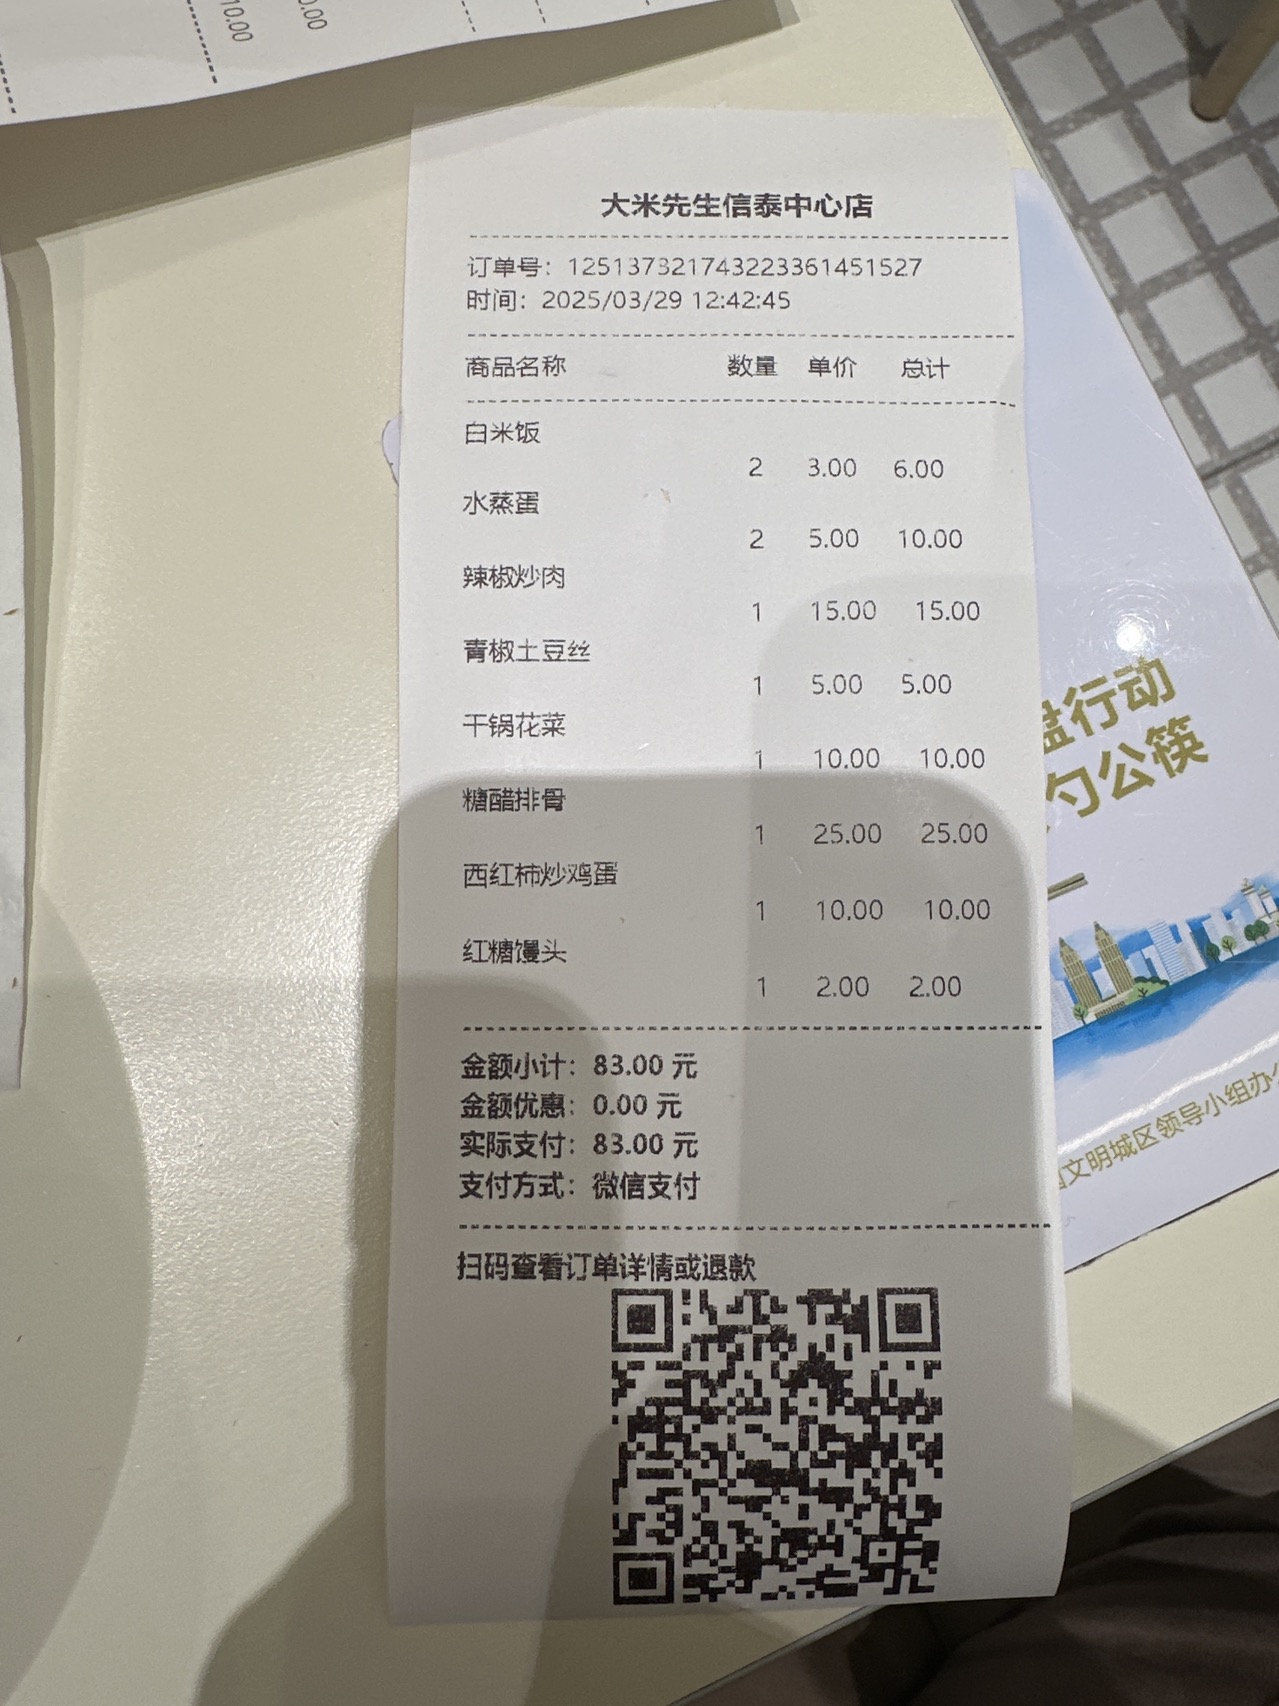 10.00
大米先生信泰中心店
订单号：1251373217432233614​51527
时间：2025/03/29 12:42:45
商品名称 数量 单价 总计
白米饭
2 3.00 6.00
水蒸蛋
2 5.00 10.00
辣椒炒肉
1 15.00 15.00
青椒土豆丝
1 5.00 5.00
干锅花菜
1 10.00 10.00
糖醋排骨
1 25.00 25.00
西红柿炒鸡蛋
1 10.00 10.00
红糖馒头
1 2.00 2.00
金额小计：83.00 元
金额优惠：0.00 元
实际支付：83.00 元
支付方式：微信支付
扫码查看订单详情或退款
盘行动
勺公筷
文明城区领导小组办